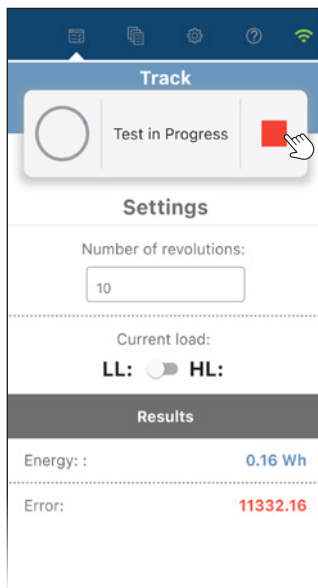 Track
Test in Progress
Settings
Number of revolutions:
10
Current load:
LL: HL:
Results
Energy: : 0.16 Wh
Error: 11332.16